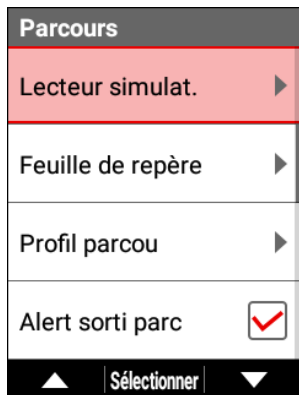 Parcours
Lecteur simulat.
Feuille de repère
Profil parcou
Alert sorti parc
Sélectionner